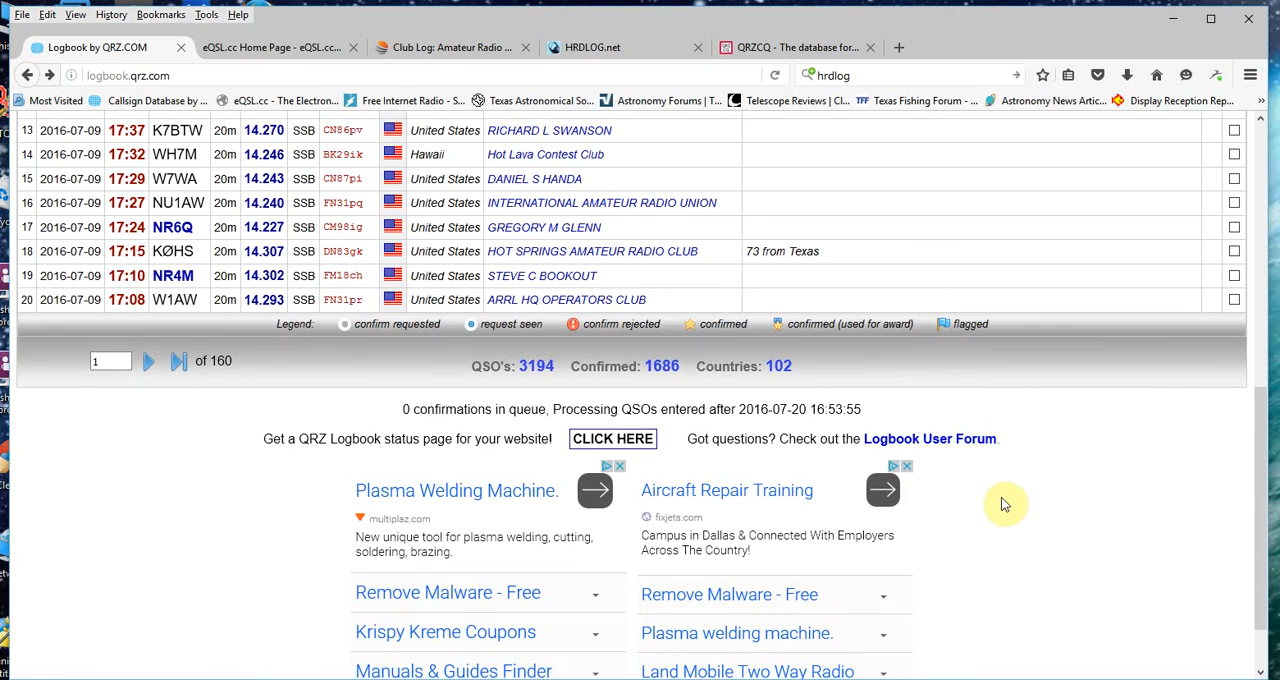 File Edit View History Bookmarks Tools Help
Logbook by QRZ.COM eQSL.cc Home Page - eQSL.cc... Club Log: Amateur Radio ... HRDLOG.net QRZCQ - The database for...
logbook.qrz.com hrdlog
Most Visited Callsign Database by ... eQSL.cc - The Electron... Free Internet Radio - S... Texas Astronomical So... Astronomy Forums | T... Telescope Reviews | Cl... TFF Texas Fishing Forum - ... Astronomy News Artic... Display Reception Rep...
13 2016-07-09 17:37 K7BTW 20m 14.270 SSB CN86pv United States RICHARD L SWANSON
14 2016-07-09 17:32 WH7M 20m 14.246 SSB BK29ik Hawaii Hot Lava Contest Club
15 2016-07-09 17:29 W7WA 20m 14.243 SSB CN87pi United States DANIEL S HANDA
16 2016-07-09 17:27 NU1AW 20m 14.240 SSB FN31pq United States INTERNATIONAL AMATEUR RADIO UNION
17 2016-07-09 17:24 NR6Q 20m 14.227 SSB CM98ig United States GREGORY M GLENN
18 2016-07-09 17:15 KØHS 20m 14.307 SSB DN83gk United States HOT SPRINGS AMATEUR RADIO CLUB 73 from Texas
19 2016-07-09 17:10 NR4M 20m 14.302 SSB FM18ch United States STEVE C BOOKOUT
20 2016-07-09 17:08 W1AW 20m 14.293 SSB FN31pr United States ARRL HQ OPERATORS CLUB
Legend: confirm requested request seen confirm rejected confirmed confirmed (used for award) flagged
1 of 160 QSO's: 3194 Confirmed: 1686 Countries: 102
0 confirmations in queue, Processing QSOs entered after 2016-07-20 16:53:55
Get a QRZ Logbook status page for your website! CLICK HERE Got questions? Check out the Logbook User Forum.
Plasma Welding Machine.
multiplaz.com
New unique tool for plasma welding, cutting,
soldering, brazing.
Remove Malware - Free
Krispy Kreme Coupons
Manuals & Guides Finder
Aircraft Repair Training
fixjets.com
Campus in Dallas & Connected With Employers
Across The Country!
Remove Malware - Free
Plasma welding machine.
Land Mobile Two Way Radio